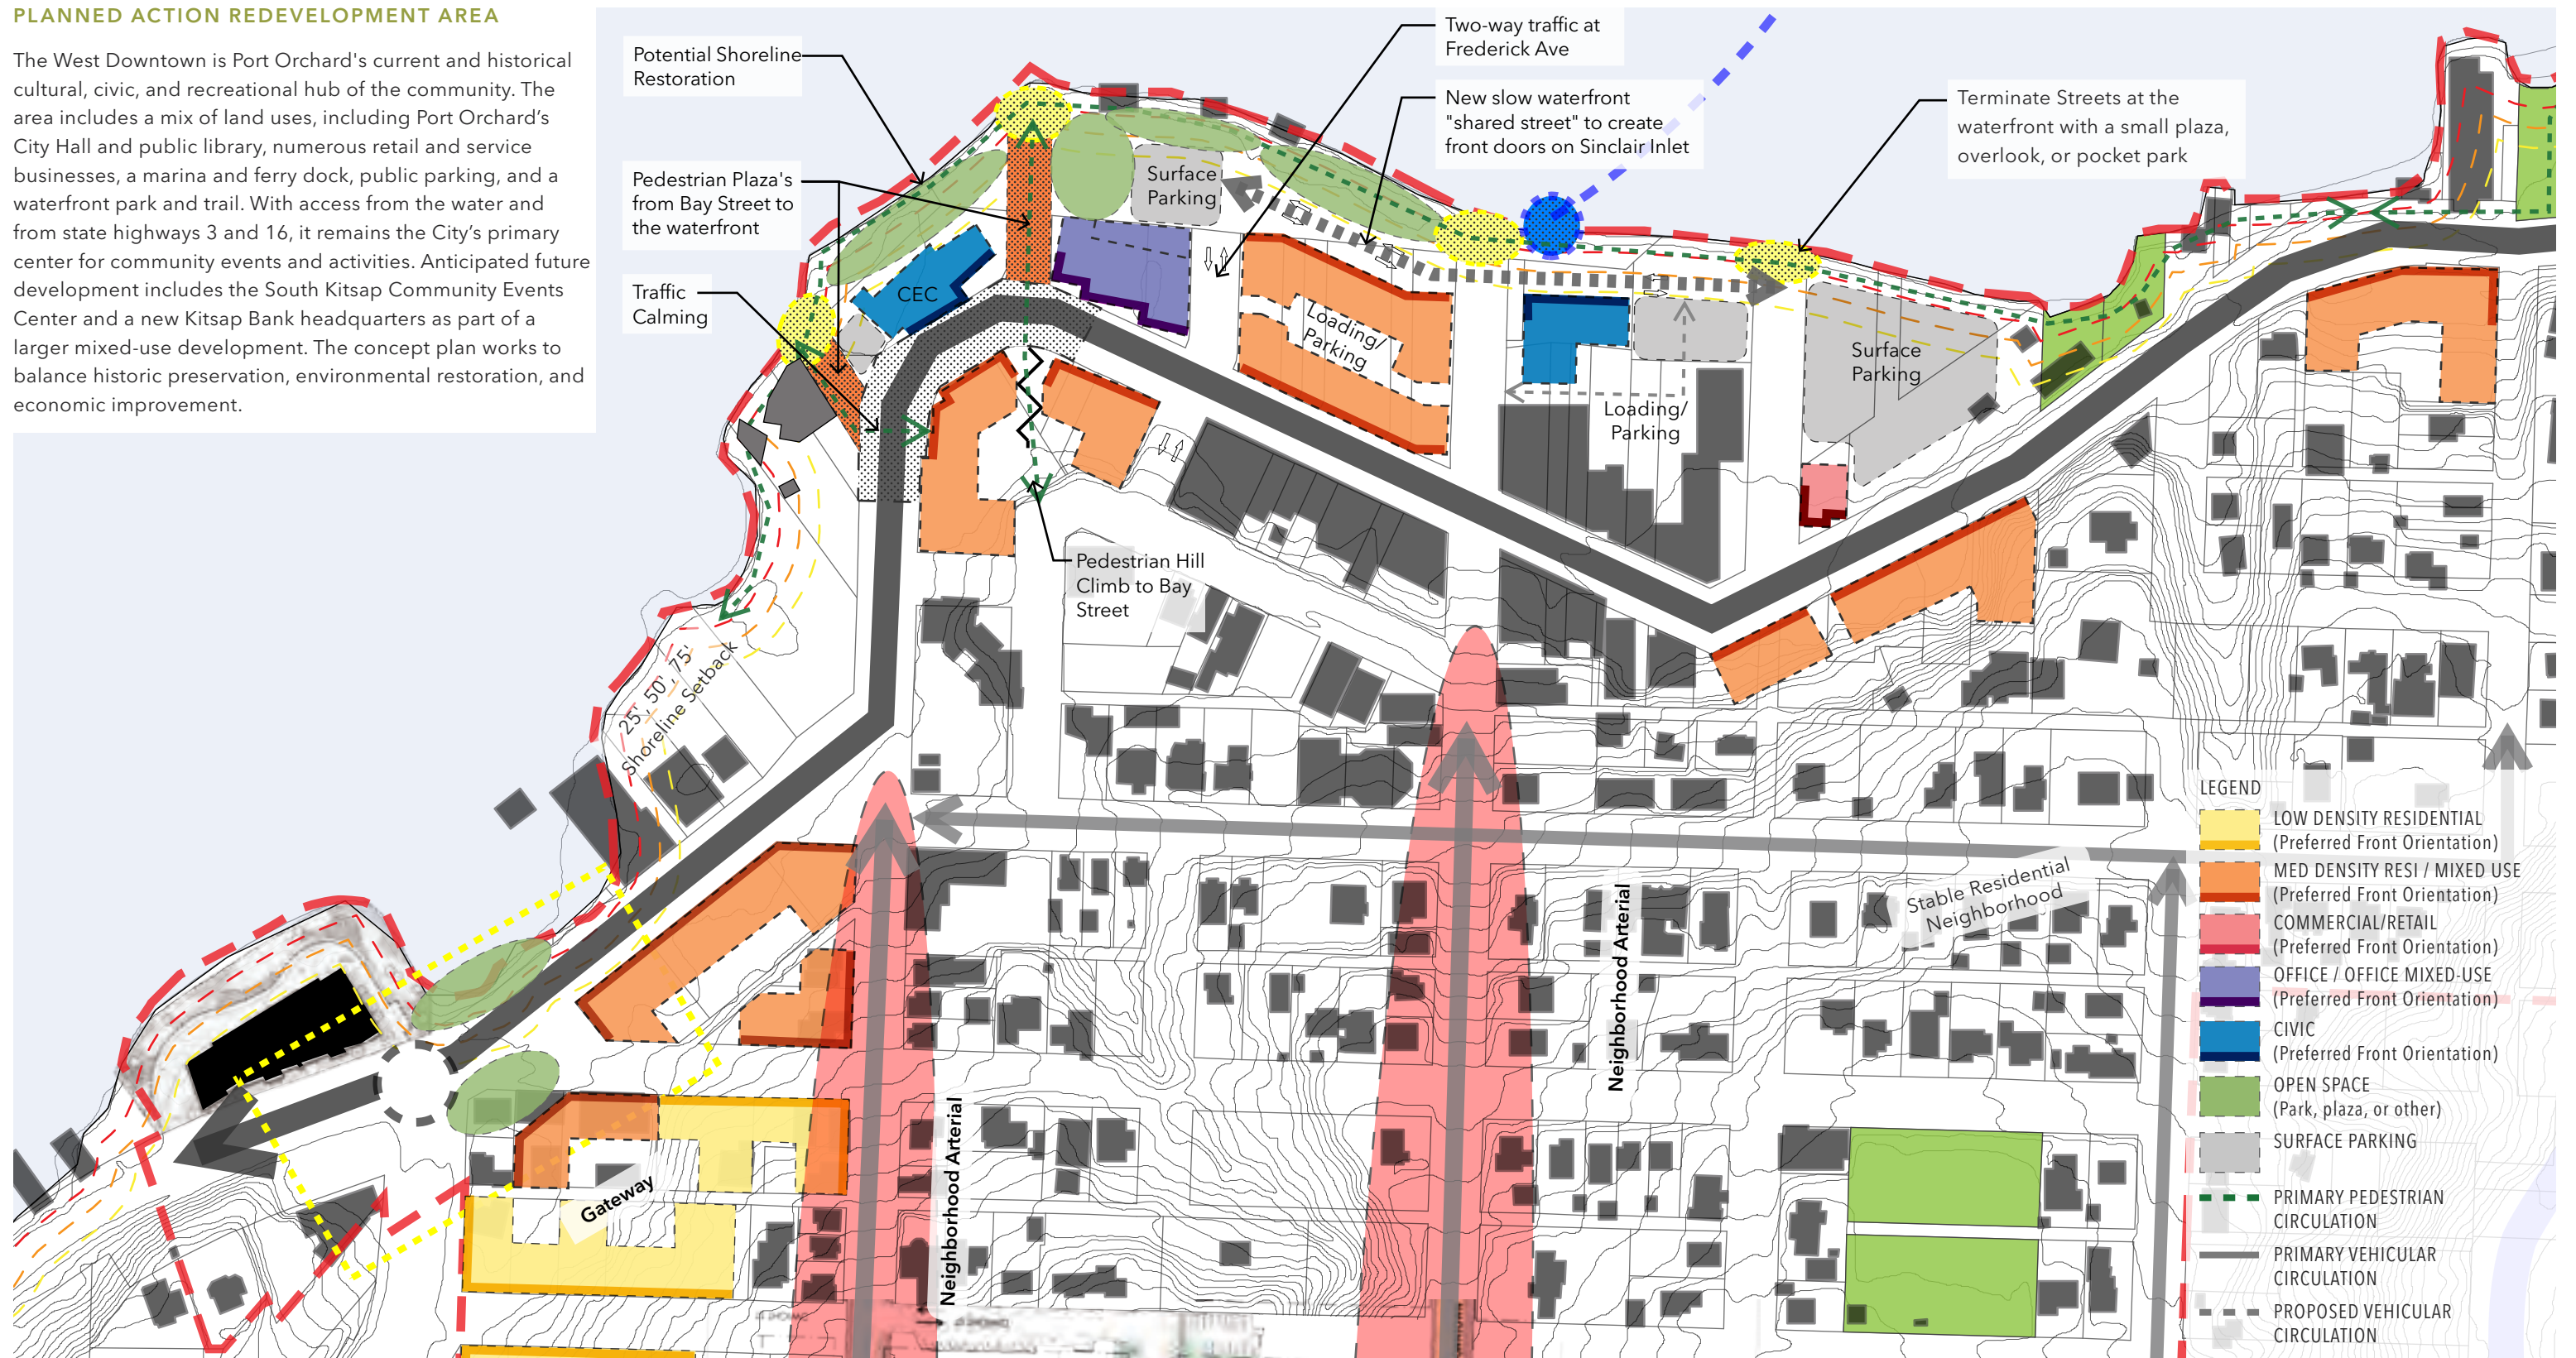 PLANNED ACTION REDEVELOPMENT AREA
The West Downtown is Port Orchard's current and historical
cultural, civic, and recreational hub of the community. The
area includes a mix of land uses, including Port Orchard’s
City Hall and public library, numerous retail and service
businesses, a marina and ferry dock, public parking, and a
waterfront park and trail. With access from the water and
from state highways 3 and 16, it remains the City’s primary
center for community events and activities. Anticipated future
development includes the South Kitsap Community Events
Center and a new Kitsap Bank headquarters as part of a
larger mixed-use development. The concept plan works to
balance historic preservation, environmental restoration, and
economic improvement.
Potential Shoreline
Restoration
Pedestrian Plaza's
from Bay Street to
the waterfront
Traffic
Calming
Two-way traffic at
Frederick Ave
New slow waterfront
"shared street" to create
front doors on Sinclair Inlet
Terminate Streets at the
waterfront with a small plaza,
overlook, or pocket park
Surface
Parking
CEC
Loading/
Parking
Loading/
Parking
Surface
Parking
Pedestrian Hill
Climb to Bay
Street
25', 50', 75'
Shoreline Setback
Stable Residential
Neighborhood
Neighborhood Arterial
Neighborhood Arterial
Gateway
LEGEND
LOW DENSITY RESIDENTIAL
(Preferred Front Orientation)
MED DENSITY RESI / MIXED USE
(Preferred Front Orientation)
COMMERCIAL/RETAIL
(Preferred Front Orientation)
OFFICE / OFFICE MIXED-USE
(Preferred Front Orientation)
CIVIC
(Preferred Front Orientation)
OPEN SPACE
(Park, plaza, or other)
SURFACE PARKING
PRIMARY PEDESTRIAN
CIRCULATION
PRIMARY VEHICULAR
CIRCULATION
PROPOSED VEHICULAR
CIRCULATION